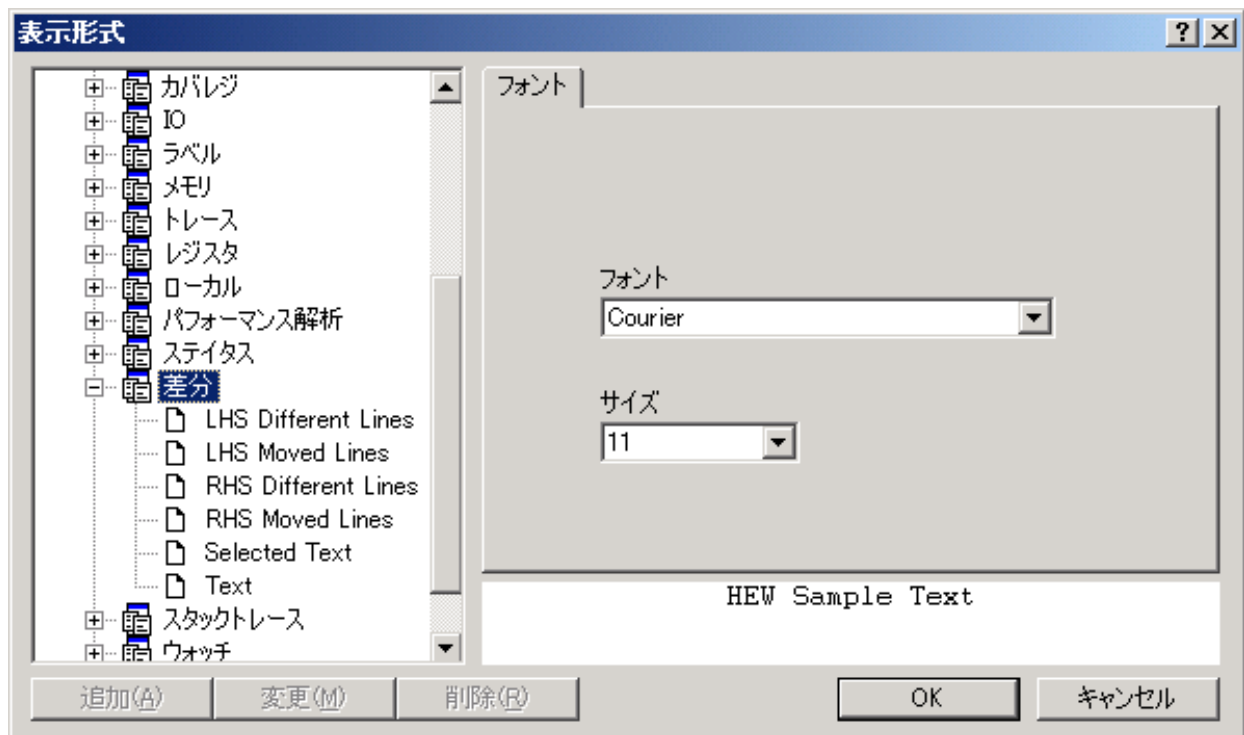 表示形式
カバレジ
IO
ラベル
メモリ
トレース
レジスタ
ローカル
パフォーマンス解析
ステイタス
差分
LHS Different Lines
LHS Moved Lines
RHS Different Lines
RHS Moved Lines
Selected Text
Text
スタックトレース
ウォッチ
フォント
フォント
Courier
サイズ
11
HEW Sample Text
追加(A)
変更(M)
削除(R)
OK
キャンセル